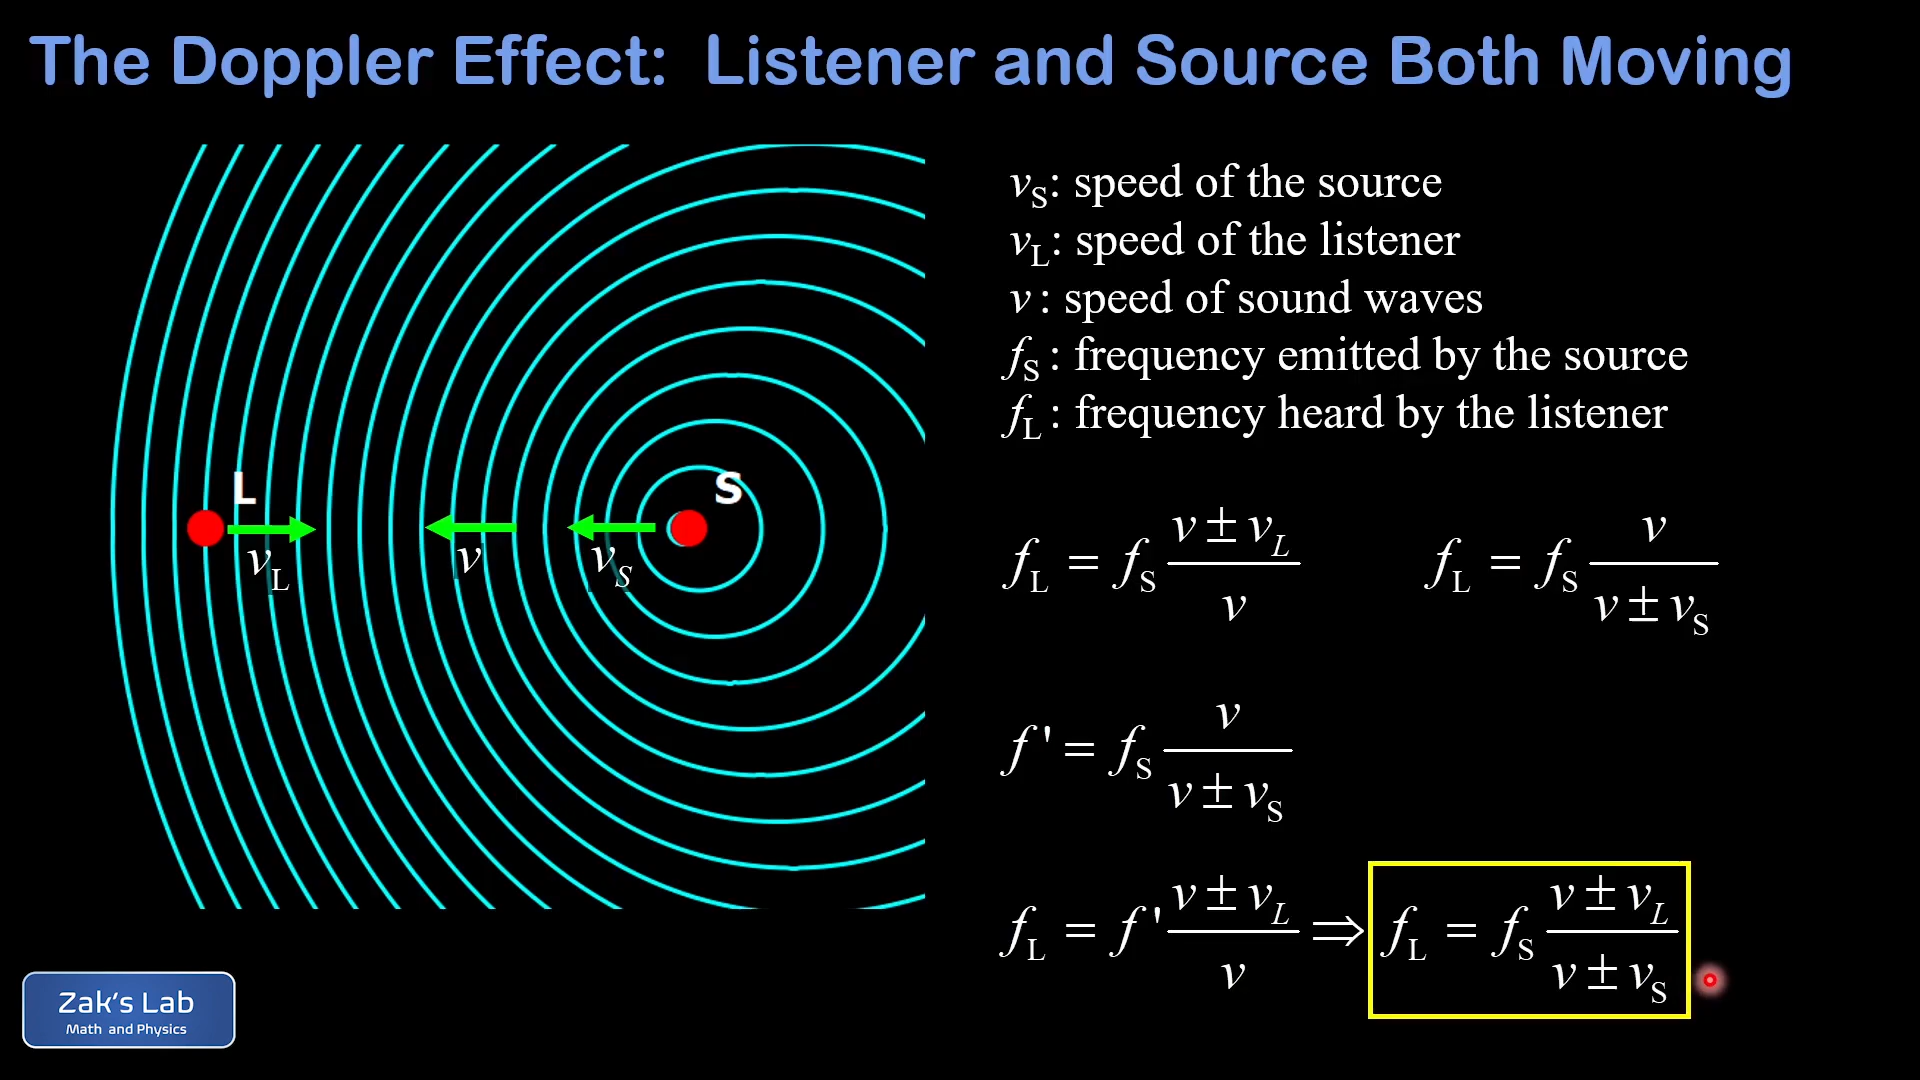 The Doppler Effect: Listener and Source Both Moving
v_S: speed of the source
v_L: speed of the listener
v: speed of sound waves
f_S: frequency emitted by the source
f_L: frequency heard by the listener
L
S
v_L
v
v_S
f_L = f_S (v ± v_L)/v
f_L = f_S v/(v ± v_S)
f' = f_S v/(v ± v_S)
f_L = f' (v ± v_L)/v ⇒ f_L = f_S (v ± v_L)/(v ± v_S)
Zak's Lab
Math and Physics